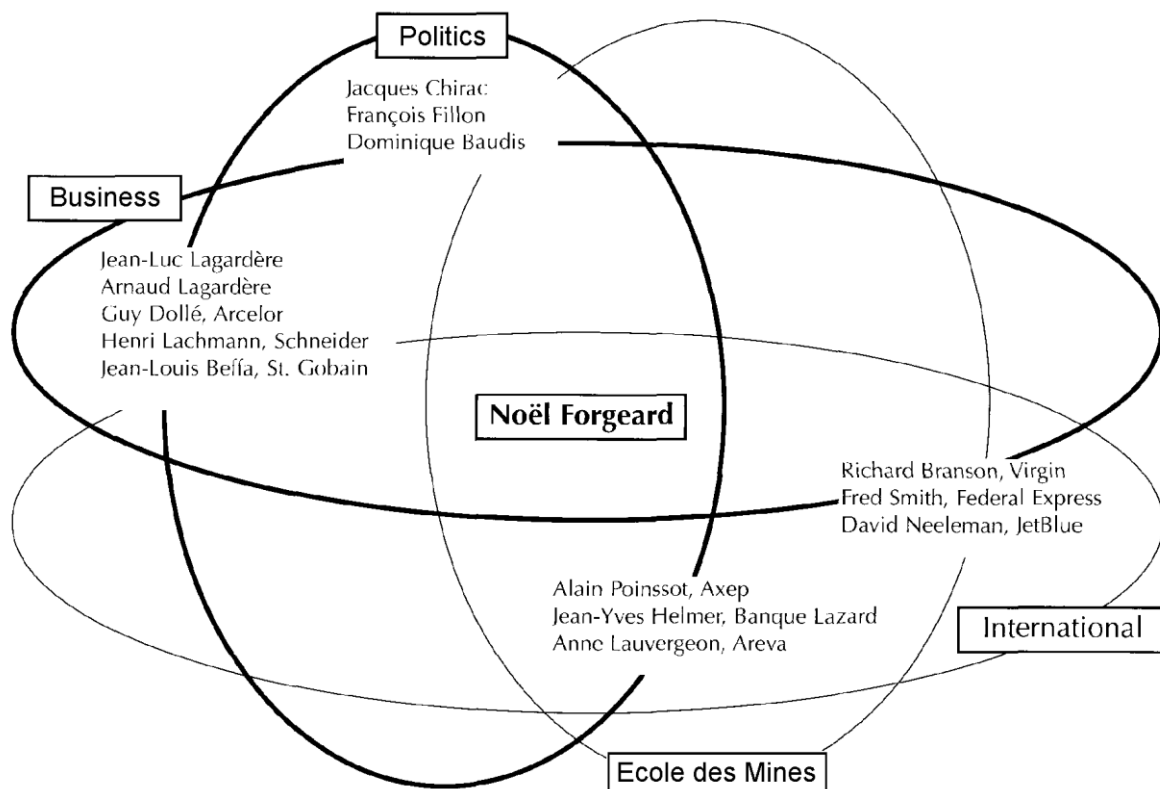 Politics
Jacques Chirac
François Fillon
Dominique Baudis
Business
Jean-Luc Lagardère
Arnaud Lagardère
Guy Dollé, Arcelor
Henri Lachmann, Schneider
Jean-Louis Beffa, St. Gobain
Noël Forgeard
Richard Branson, Virgin
Fred Smith, Federal Express
David Neeleman, JetBlue
Alain Poinssot, Axep
Jean-Yves Helmer, Banque Lazard
Anne Lauvergeon, Areva
International
Ecole des Mines